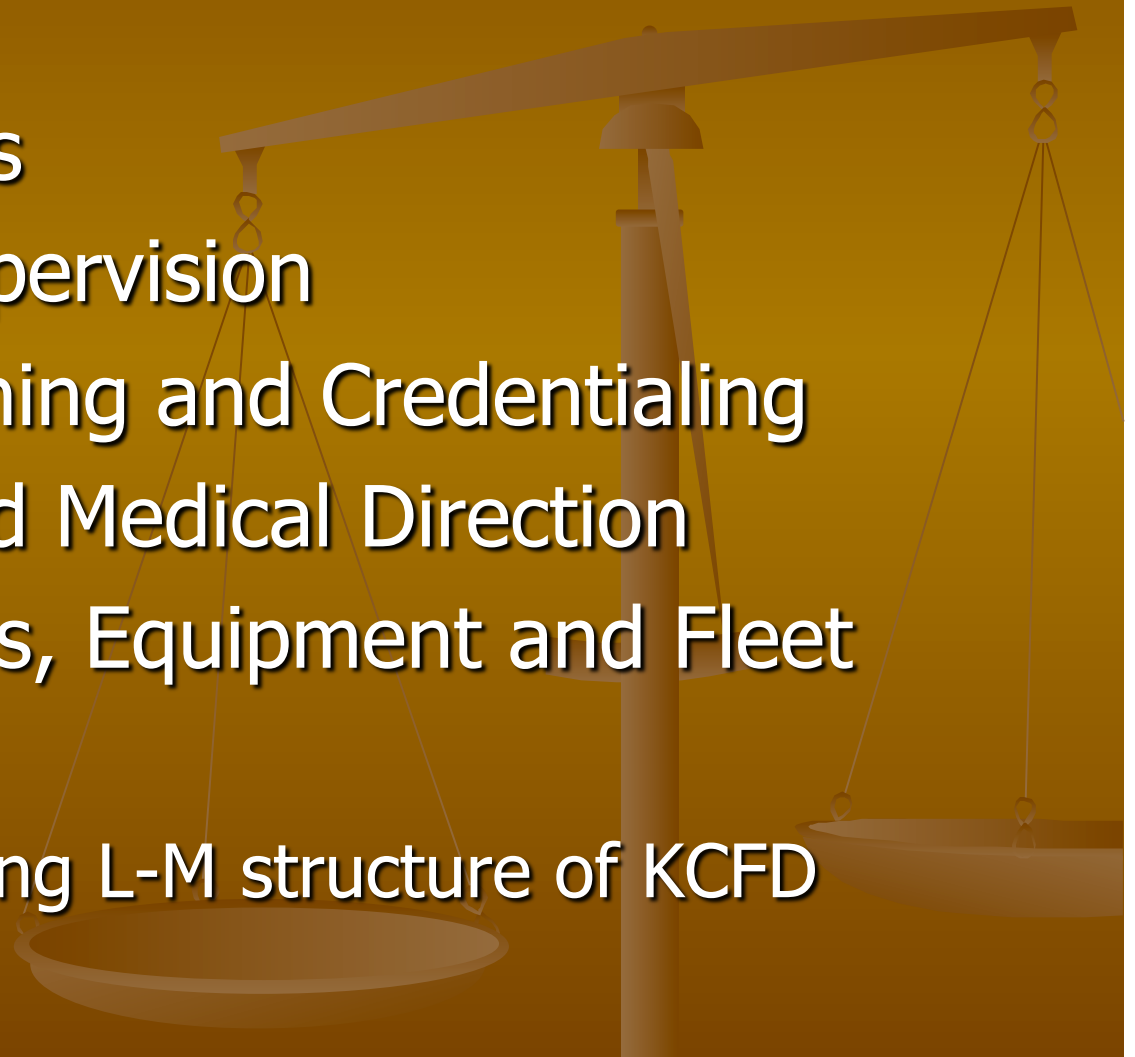 s
pervision
ning and Credentialing
d Medical Direction
s, Equipment and Fleet
ng L-M structure of KCFD